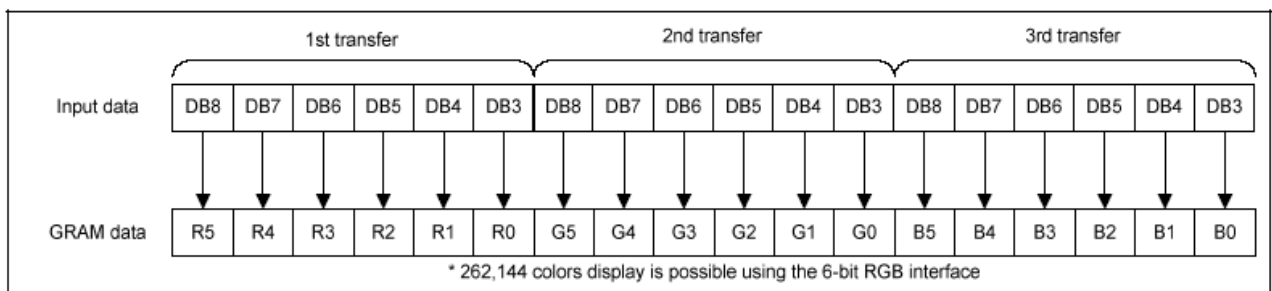 1st transfer 2nd transfer 3rd transfer
Input data DB8 DB7 DB6 DB5 DB4 DB3 DB8 DB7 DB6 DB5 DB4 DB3 DB8 DB7 DB6 DB5 DB4 DB3
GRAM data R5 R4 R3 R2 R1 R0 G5 G4 G3 G2 G1 G0 B5 B4 B3 B2 B1 B0
* 262,144 colors display is possible using the 6-bit RGB interface